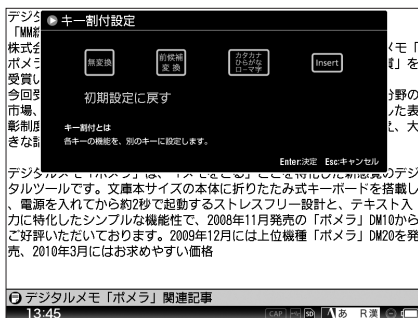 デジタ
キー割付設定
「MM総
株式会
メモ「
無変換
前候補
変 換
カタカナ
ひらがな
ローマ字
Insert
ポメラ
賞」を
受賞い
初期設定に戻す
今回受
分野の
市場、
した表
キー割付とは
彰制度
、大
各キーの機能を、別のキーに設定します。
きな話
Enter:決定 Esc:キャンセル
デジタルメモ「ポメラ」は、「メモをとる」ことを特化した新感覚のデジ
タルツールです。文庫本サイズの本体に折りたたみ式キーボードを搭載し
、電源を入れてから約2秒で起動するストレスフリー設計と、テキスト入
力に特化したシンプルな機能性で、2008年11月発売の「ポメラ」DM10から
ご好評いただいております。2009年12月には上位機種「ポメラ」DM20を発
売、2010年3月にはお求めやすい価格
デジタルメモ「ポメラ」関連記事
13:45
CAP
SD
あ R漢